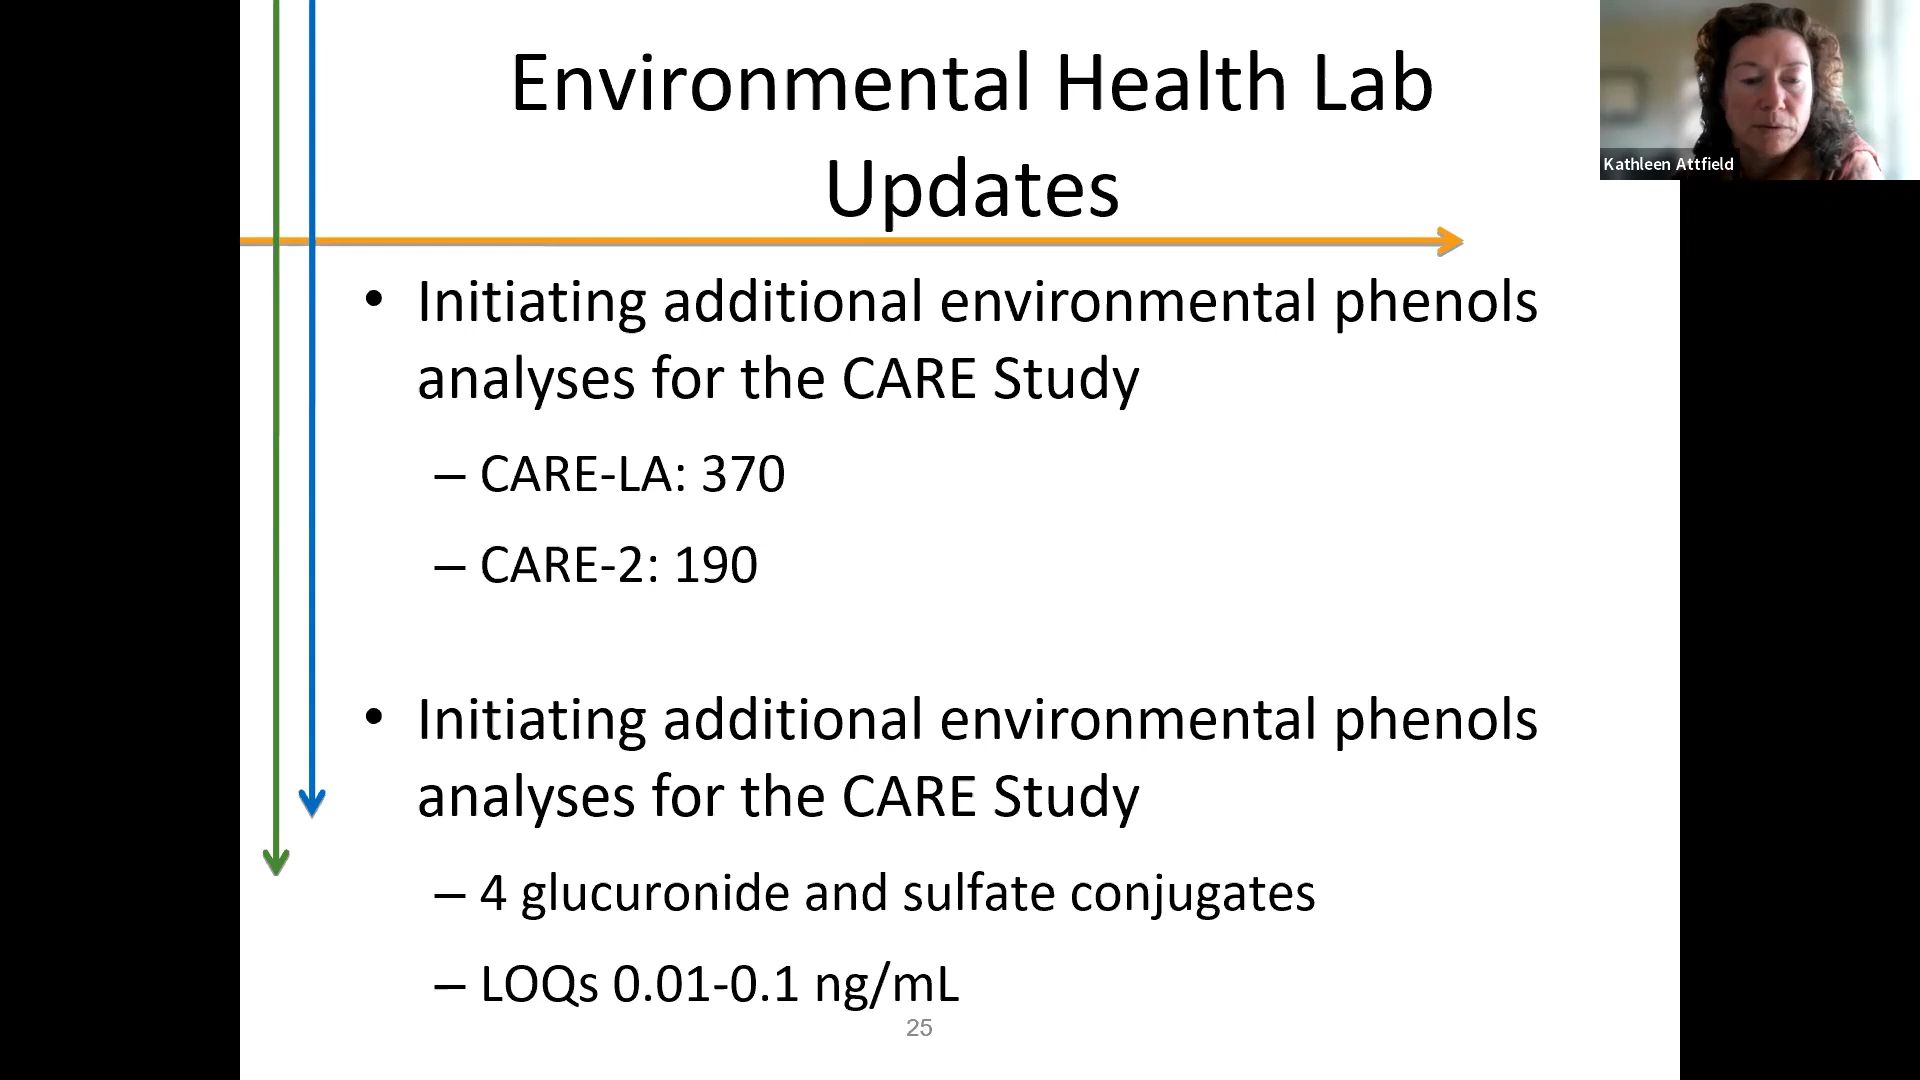 Environmental Health Lab
Updates
Kathleen Attfield
• Initiating additional environmental phenols
analyses for the CARE Study
– CARE-LA: 370
– CARE-2: 190
• Initiating additional environmental phenols
analyses for the CARE Study
– 4 glucuronide and sulfate conjugates
– LOQs 0.01-0.1 ng/mL
25